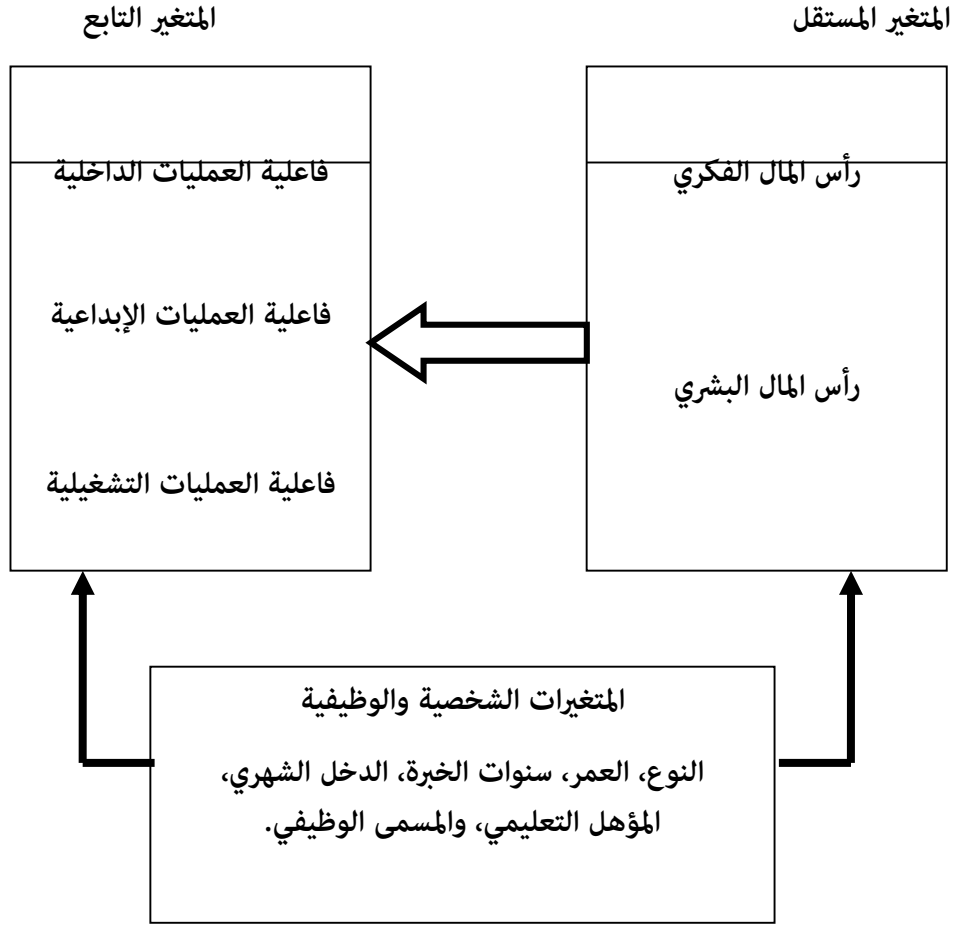 المتغير المستقل
المتغير التابع
رأس المال الفكري
رأس المال البشري
فاعلية العمليات الداخلية
فاعلية العمليات الإبداعية
فاعلية العمليات التشغيلية
المتغيرات الشخصية والوظيفية
النوع، العمر، سنوات الخبرة، الدخل الشهري،
المؤهل التعليمي، والمسمى الوظيفي.